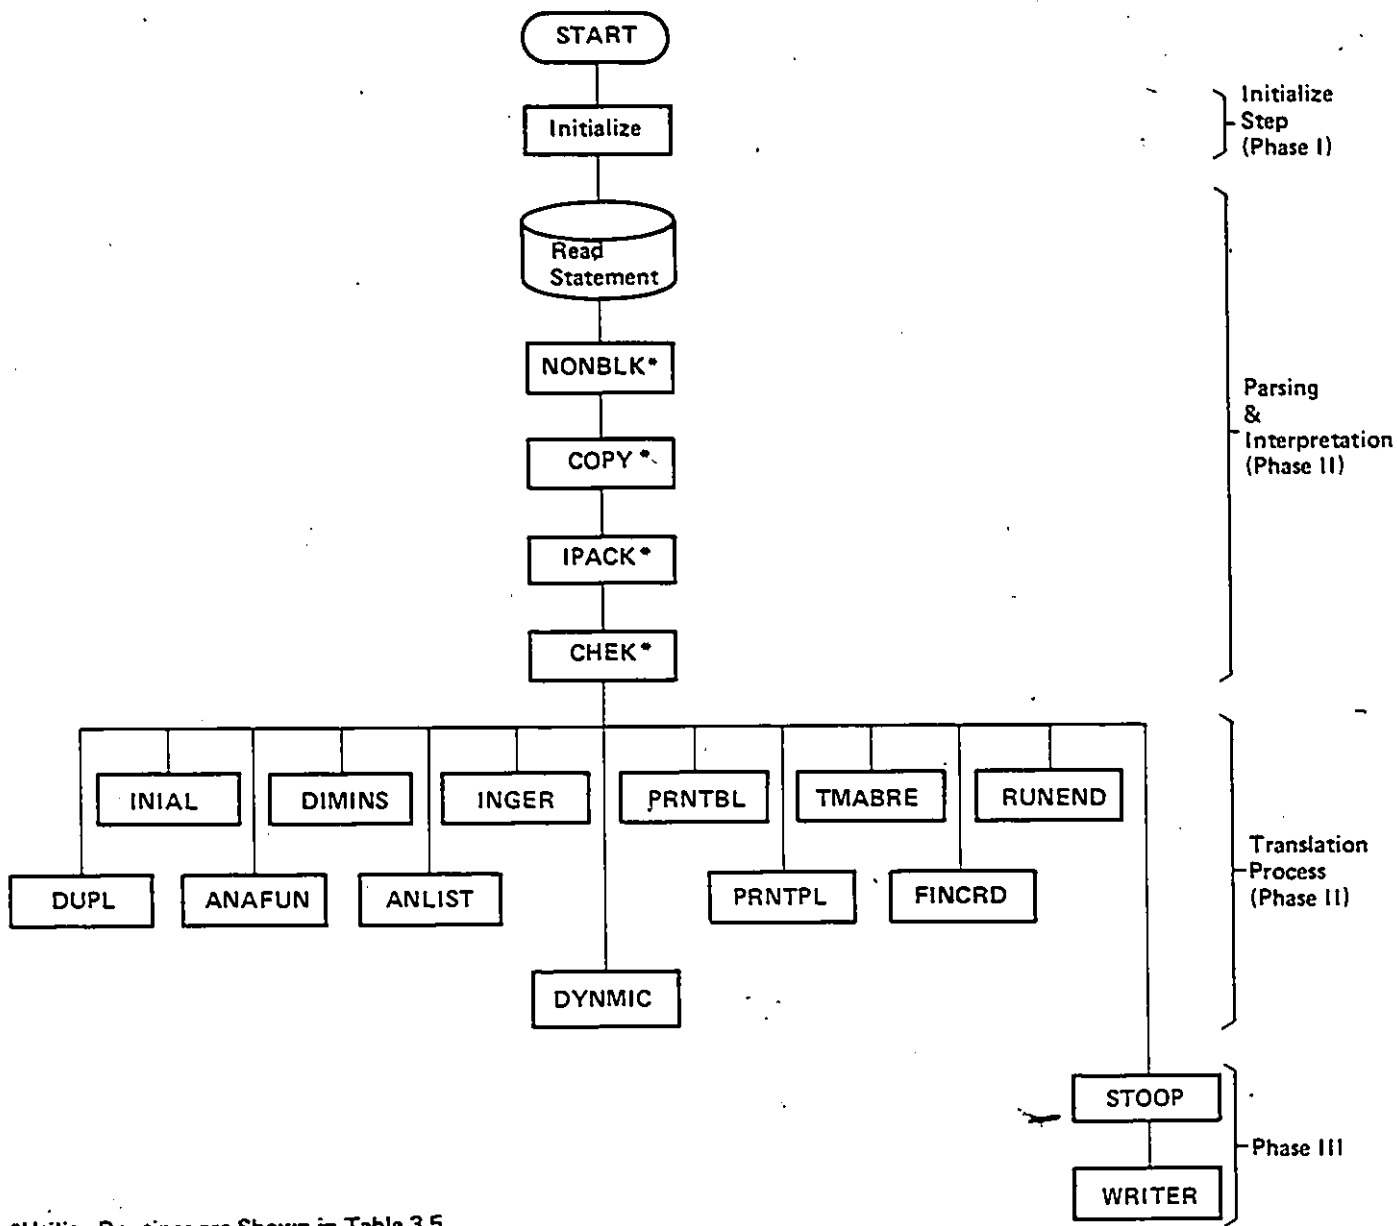 START
Initialize
Initialize
Step
(Phase I)
Read
Statement
NONBLK*
COPY*
IPACK*
CHEK*
Parsing
&
Interpretation
(Phase II)
INIAL
DIMINS
INGER
PRNTBL
TMABRE
RUNEND
DUPL
ANAFUN
ANLIST
PRNTPL
FINCRD
Translation
Process
(Phase II)
DYNMIC
STOOP
WRITER
Phase III
are Shown in Table 3.5